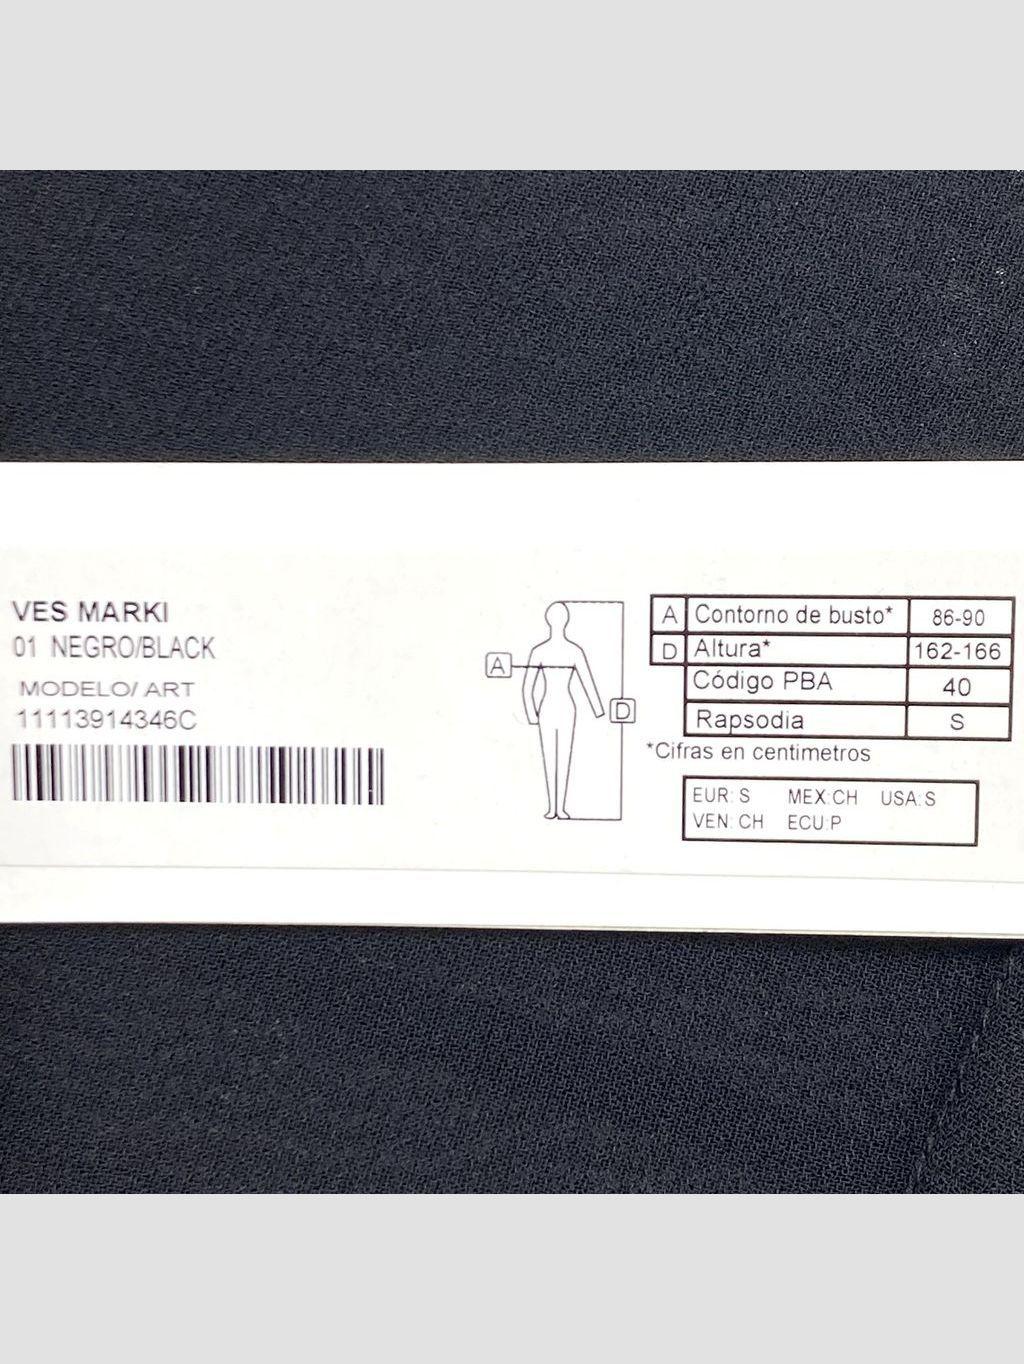 VES MARKI
01 NEGRO/BLACK
MODELO/ ART
11113914346C
A
D
A Contorno de busto* 86-90
D Altura* 162-166
Código PBA 40
Rapsodia S
*Cifras en centimetros
EUR: S MEX:CH USA:S
VEN: CH ECU:P